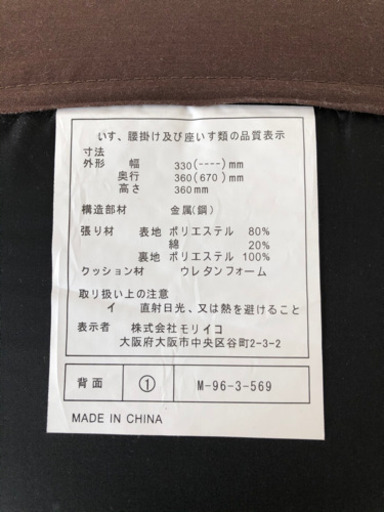 いす、腰掛け及び座いす類の品質表示
寸法
外形 幅 330(----)mm
奥行 360(670)mm
高さ 360mm
構造部材 金属(鋼)
張り材 表地 ポリエステル 80%
綿 20%
裏地 ポリエステル 100%
クッション材 ウレタンフォーム
取り扱い上の注意
イ 直射日光、又は熱を避けること
表示者 株式会社モリイコ
大阪府大阪市中央区谷町2-3-2
背面 ① M-96-3-569
MADE IN CHINA